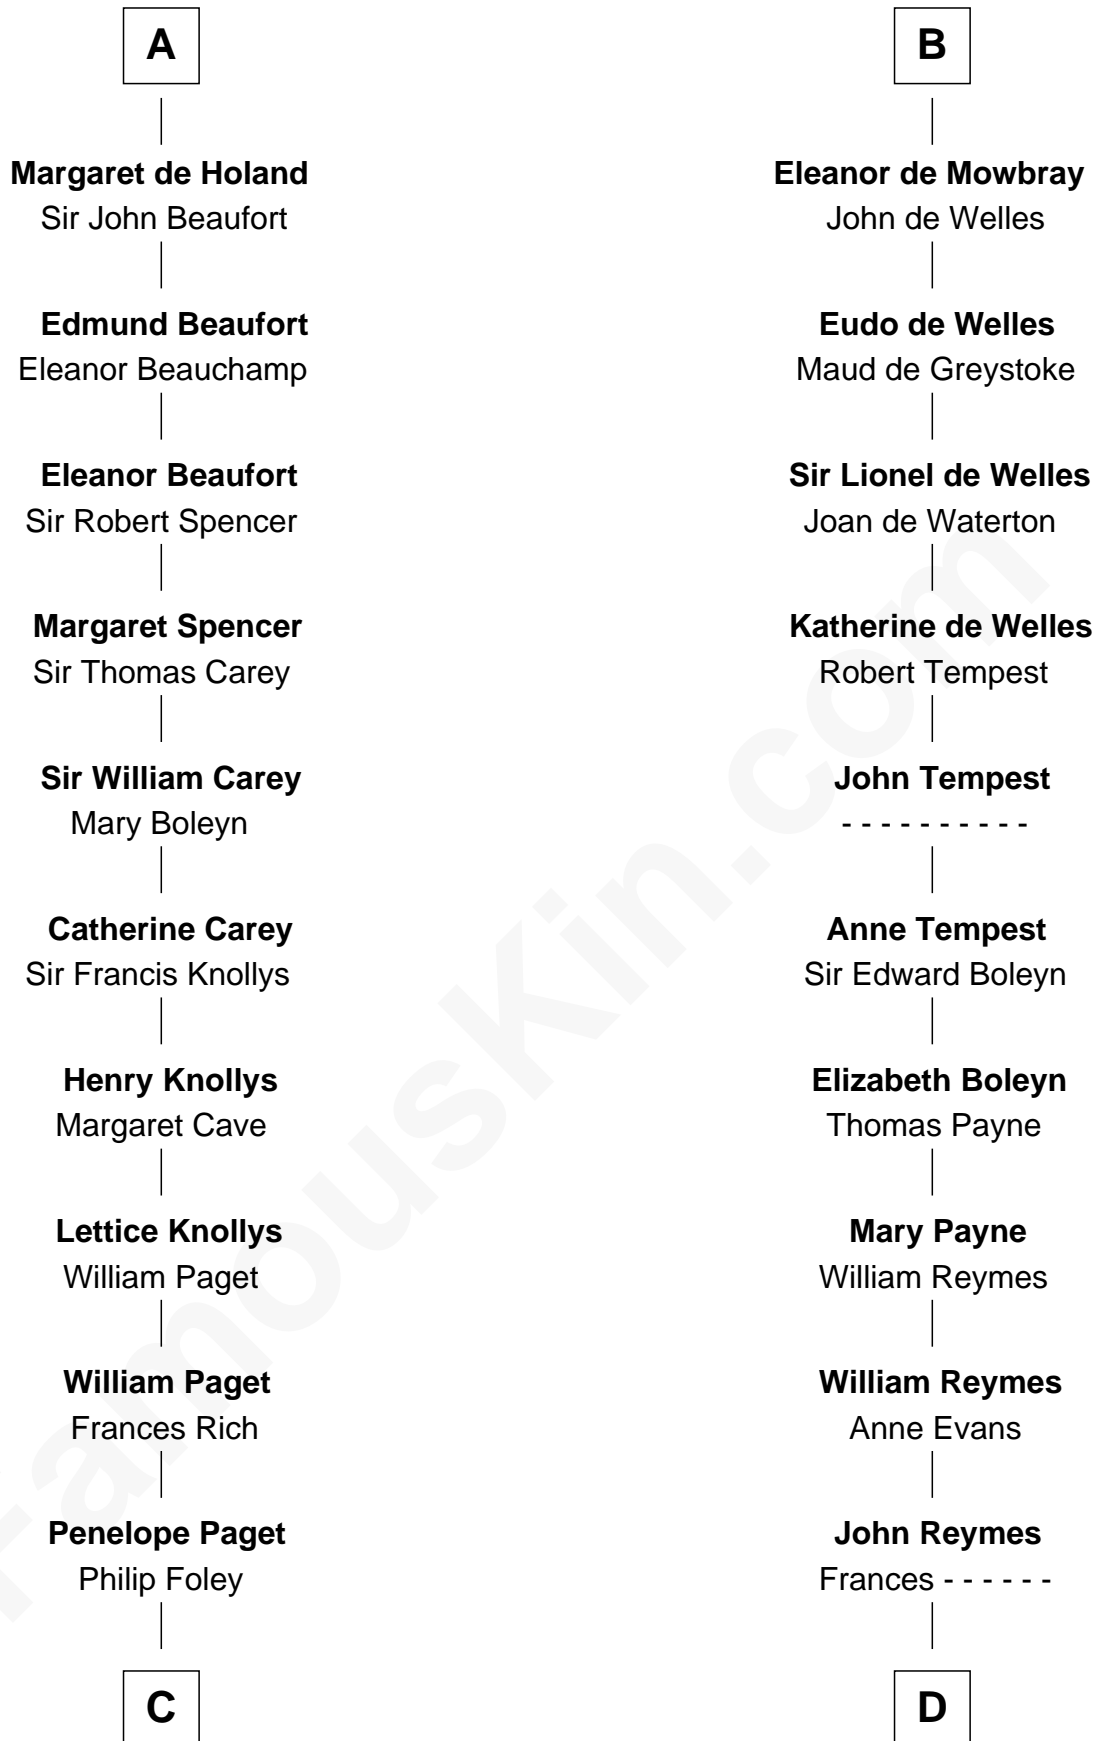 A
Margaret de Holand
Sir John Beaufort
Edmund Beaufort
Eleanor Beauchamp
Eleanor Beaufort
Sir Robert Spencer
Margaret Spencer
Sir Thomas Carey
Sir William Carey
Mary Boleyn
Catherine Carey
Sir Francis Knollys
Henry Knollys
Margaret Cave
Lettice Knollys
William Paget
William Paget
Frances Rich
Penelope Paget
Philip Foley
C
B
Eleanor de Mowbray
John de Welles
Eudo de Welles
Maud de Greystoke
Sir Lionel de Welles
Joan de Waterton
Katherine de Welles
Robert Tempest
John Tempest
- - - - - - - - - -
Anne Tempest
Sir Edward Boleyn
Elizabeth Boleyn
Thomas Payne
Mary Payne
William Reymes
William Reymes
Anne Evans
John Reymes
Frances - - - - - -
D
FamousKin.com